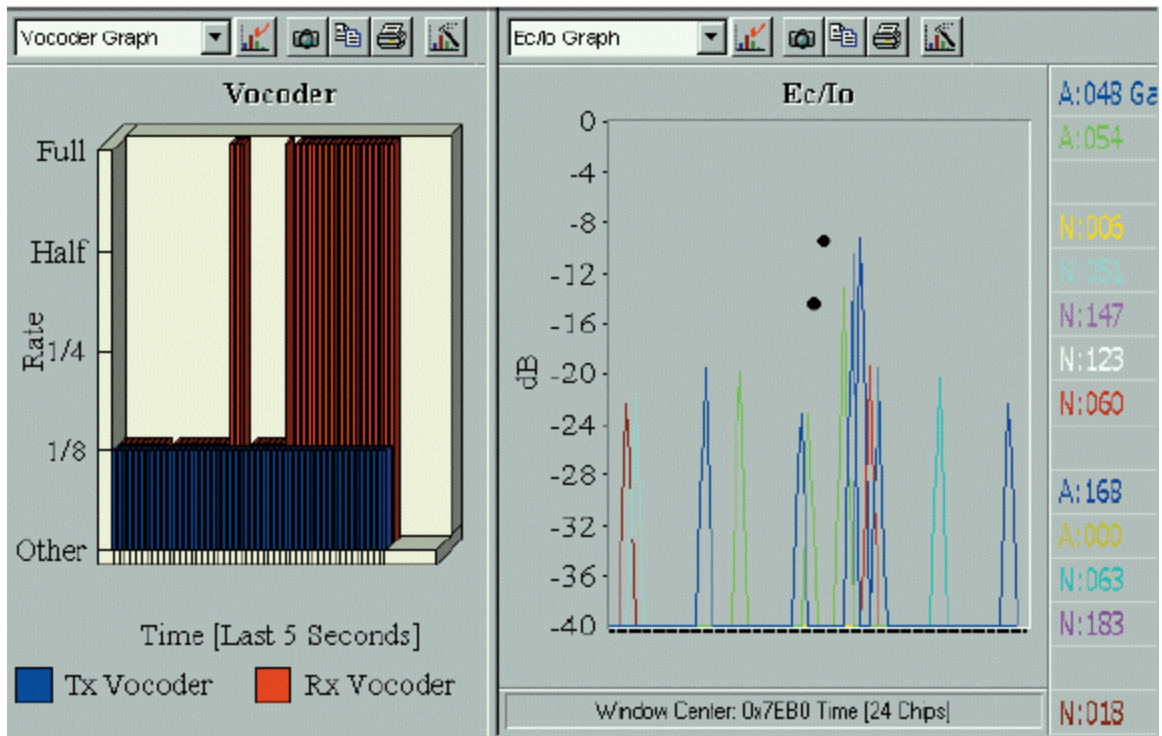 Vocoder Graph
Vocoder
Full
Half
1/4
1/8
Other
Rate
Time [Last 5 Seconds]
Tx Vocoder
Rx Vocoder
Ec/Io Graph
Ec/Io
0
-4
-8
-12
-16
-20
-24
-28
-32
-36
-40
dB
Window Center: 0x7EB0 Time [24 Chips]
A:048 Ga
A:054
N:006
N:051
N:147
N:123
N:060
A:168
A:000
N:063
N:183
N:018